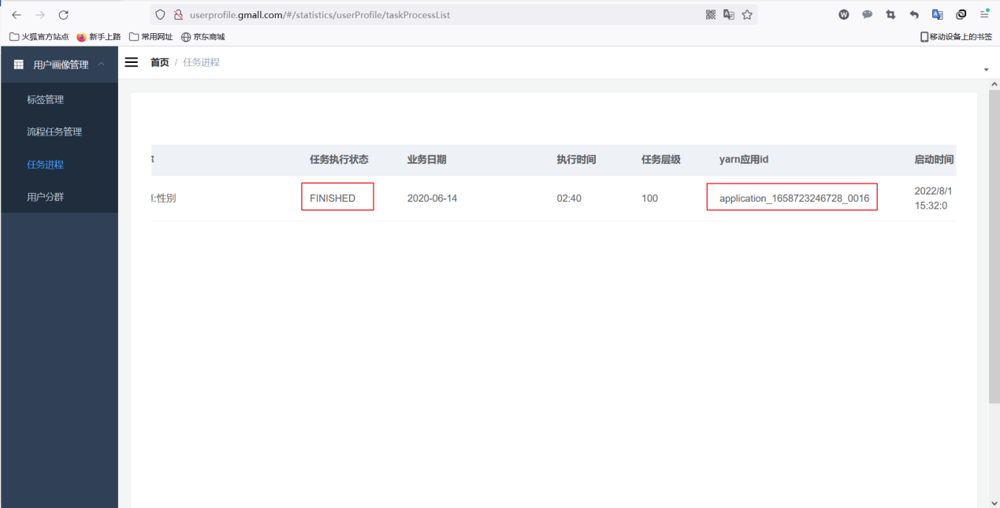 userprofile.gmall.com/#/statistics/userProfile/taskProcessList
火狐官方站点 新手上路 常用网址 京东商城 移动设备上的书签
用户画像管理 首页 / 任务进程
标签管理
流程任务管理
任务进程
用户分群
任务执行状态 业务日期 执行时间 任务层级 yarn应用id 启动时间
:性别 FINISHED 2020-06-14 02:40 100 application_1658723246728_0016 2022/8/1
15:32:0